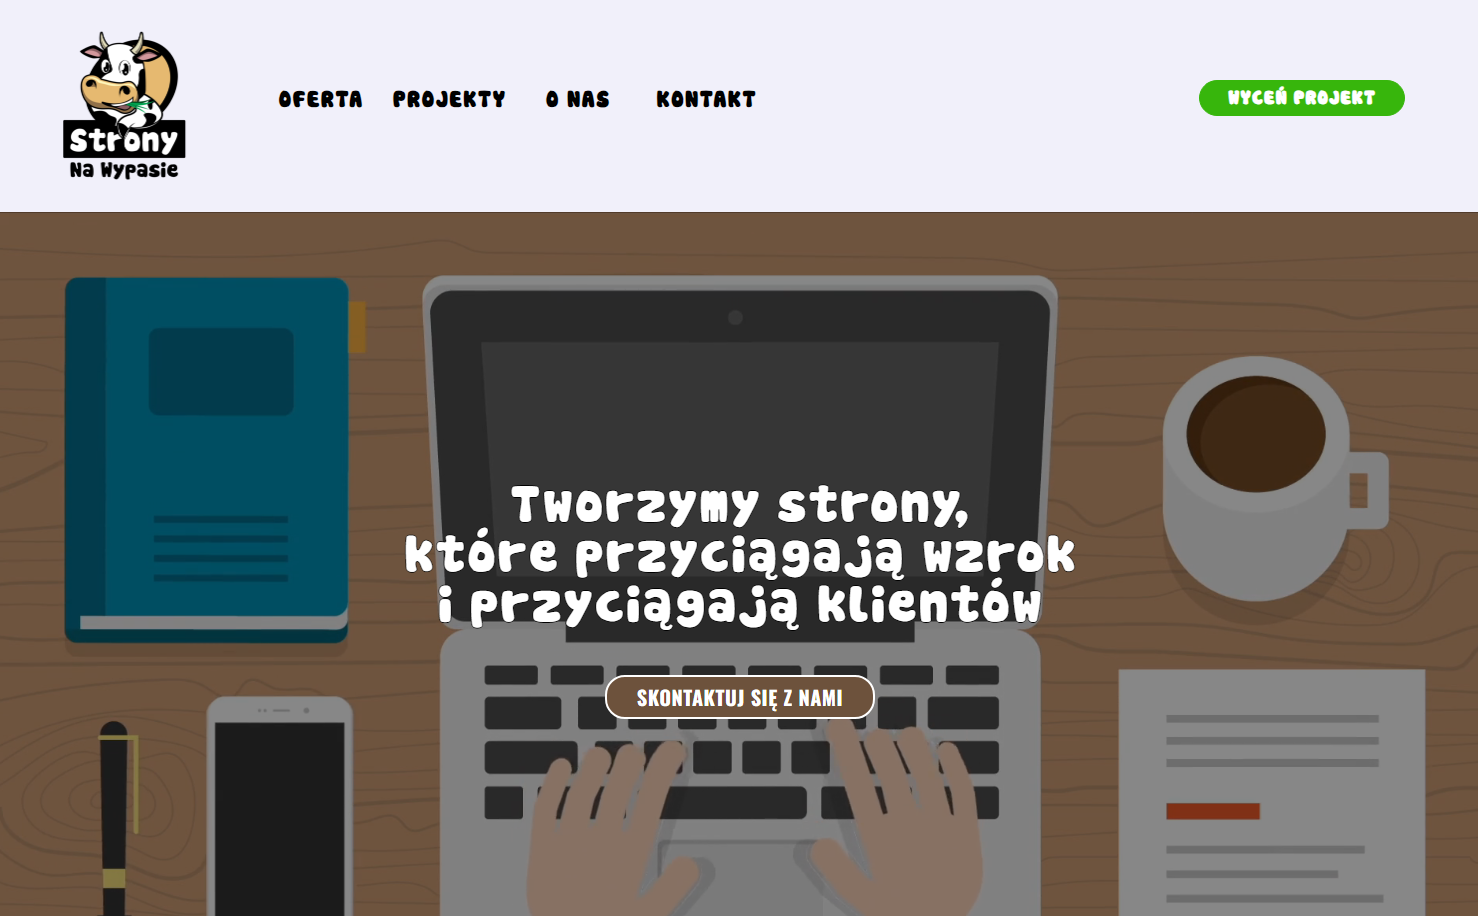 Strony
Na Wypasie
OFERTA PROJEKTY O NAS KONTAKT
WYCEŃ PROJEKT
Tworzymy strony,
które przyciągają wzrok
i przyciągają klientów
SKONTAKTUJ SIĘ Z NAMI